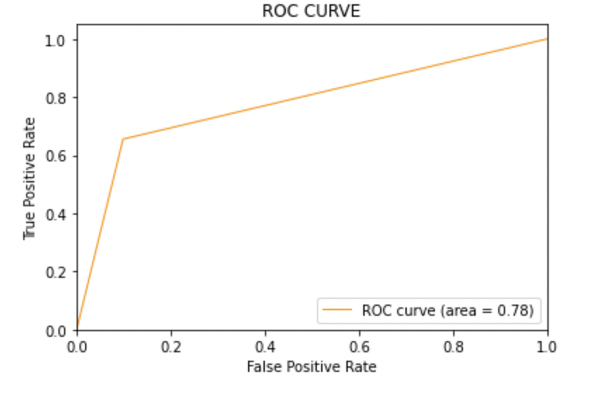 ROC CURVE
1.0
0.8
0.6
0.4
0.2
0.0
True Positive Rate
ROC curve (area = 0.78)
0.0 0.2 0.4 0.6 0.8 1.0
False Positive Rate